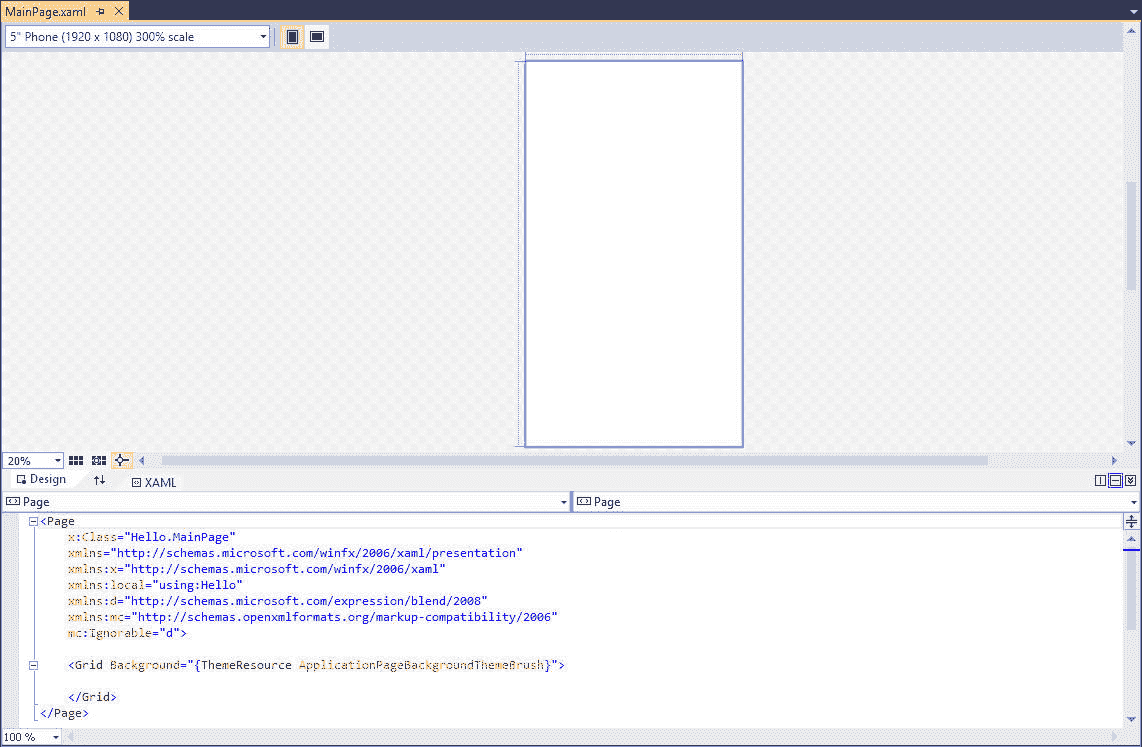 MainPage.xaml
5" Phone (1920 x 1080) 300% scale
20%
Design
XAML
Page
Page
<Page
x:Class="Hello.MainPage"
xmlns="http://schemas.microsoft.com/winfx/2006/xaml/presentation"
xmlns:x="http://schemas.microsoft.com/winfx/2006/xaml"
xmlns:local="using:Hello"
xmlns:d="http://schemas.microsoft.com/expression/blend/2008"
xmlns:mc="http://schemas.openxmlformats.org/markup-compatibility/2006"
mc:Ignorable="d">
<Grid Background="{ThemeResource ApplicationPageBackgroundThemeBrush}">
</Grid>
</Page>
100 %